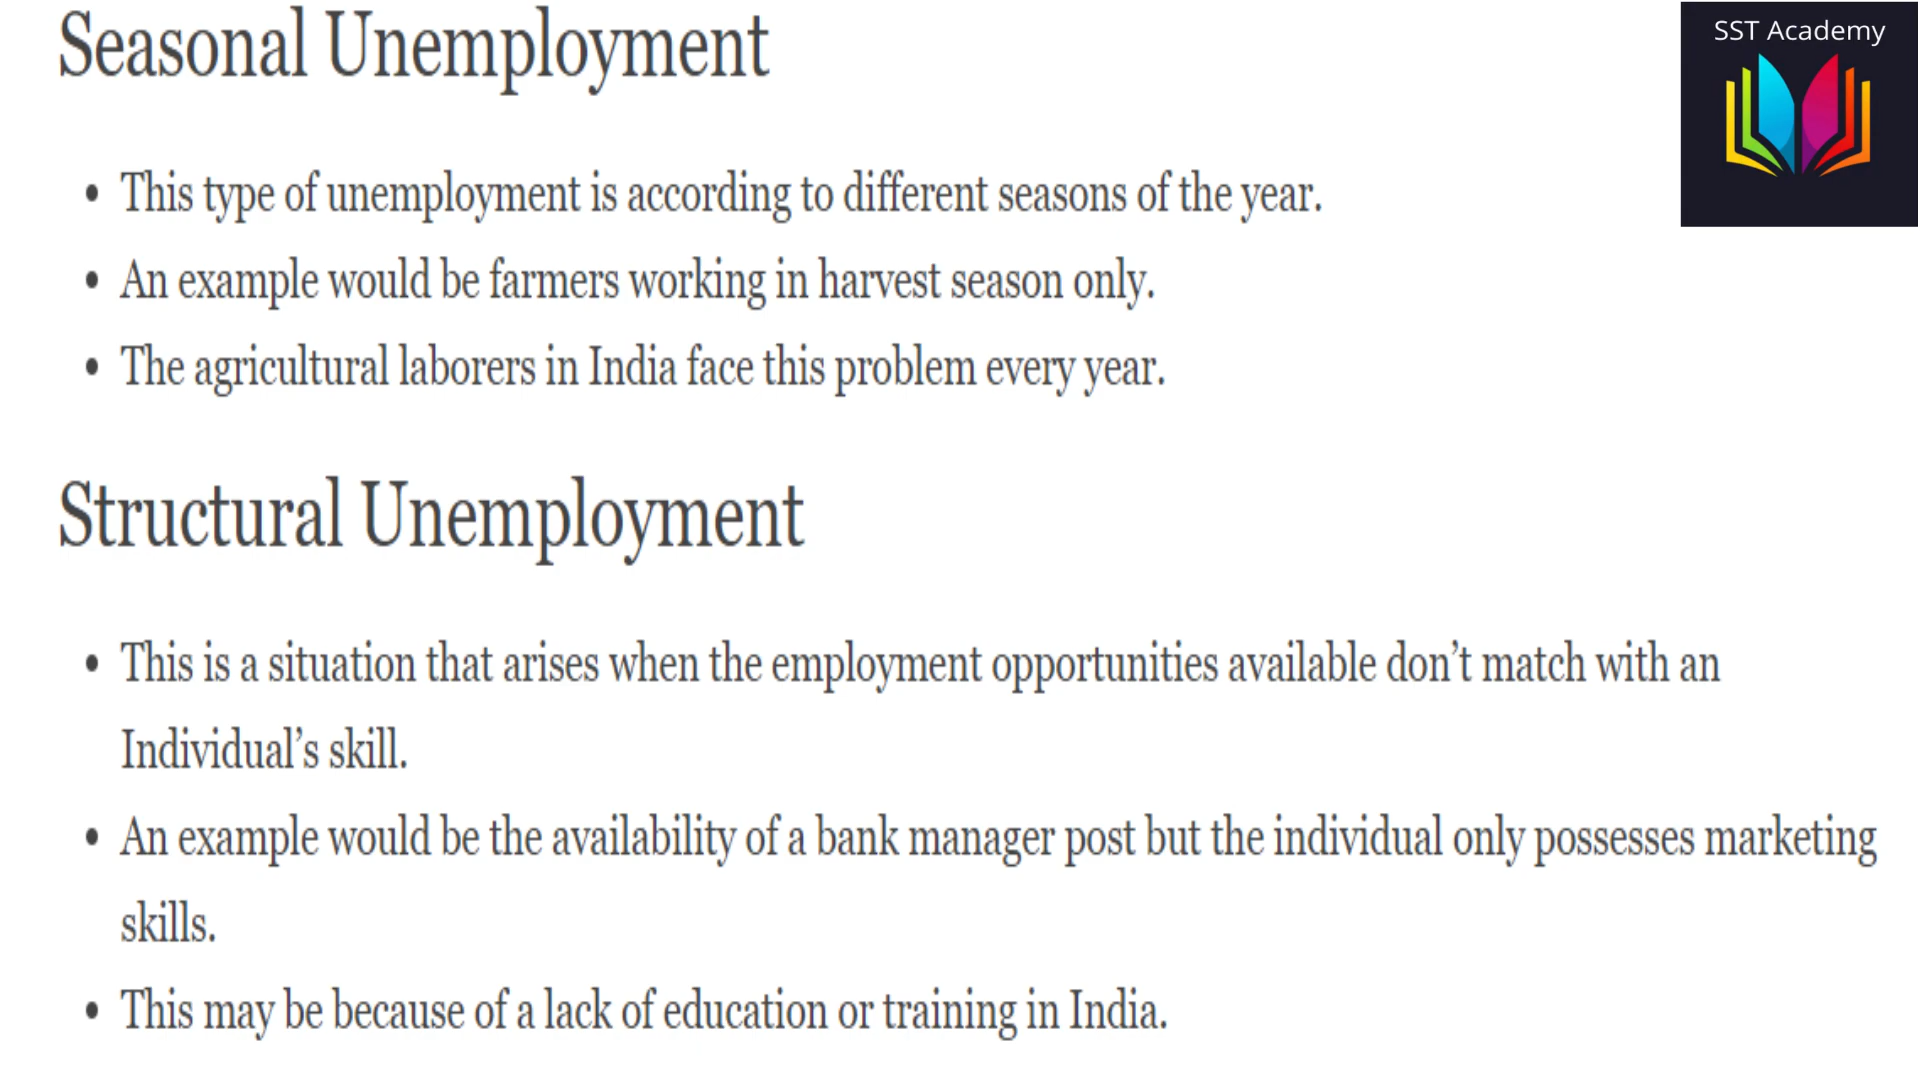 Seasonal Unemployment
SST Academy
• This type of unemployment is according to different seasons of the year.
• An example would be farmers working in harvest season only.
• The agricultural laborers in India face this problem every year.
Structural Unemployment
• This is a situation that arises when the employment opportunities available don’t match with an
Individual’s skill.
• An example would be the availability of a bank manager post but the individual only possesses marketing
skills.
• This may be because of a lack of education or training in India.